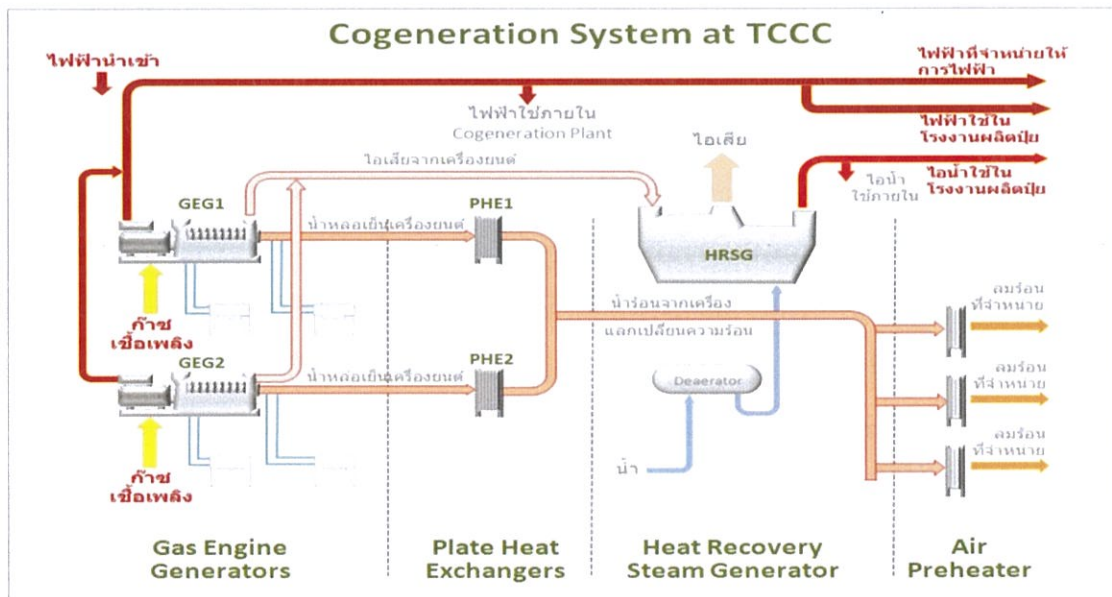 Cogeneration System at TCCC
ไฟฟ้านำเข้า
ไฟฟ้าที่จำหน่ายให้
การไฟฟ้า
ไฟฟ้าใช้ภายใน
Cogeneration Plant
ไฟฟ้าใช้ใน
โรงงานผลิตปุ๋ย
ไอเสีย
ไอเสียจากเครื่องยนต์
ไอน้ำใช้ใน
โรงงานผลิตปุ๋ย
ไอน้ำ
ใช้ภายใน
GEG1
น้ำหล่อเย็นเครื่องยนต์
PHE1
HRSG
ก๊าซ
เชื้อเพลิง
น้ำร้อนจากเครื่อง
แลกเปลี่ยนความร้อน
ลมร้อน
ที่จำหน่าย
GEG2
น้ำหล่อเย็นเครื่องยนต์
PHE2
Deaerator
ลมร้อน
ที่จำหน่าย
ก๊าซ
เชื้อเพลิง
น้ำ
ลมร้อน
ที่จำหน่าย
Gas Engine
Generators
Plate Heat
Exchangers
Heat Recovery
Steam Generator
Air
Preheater